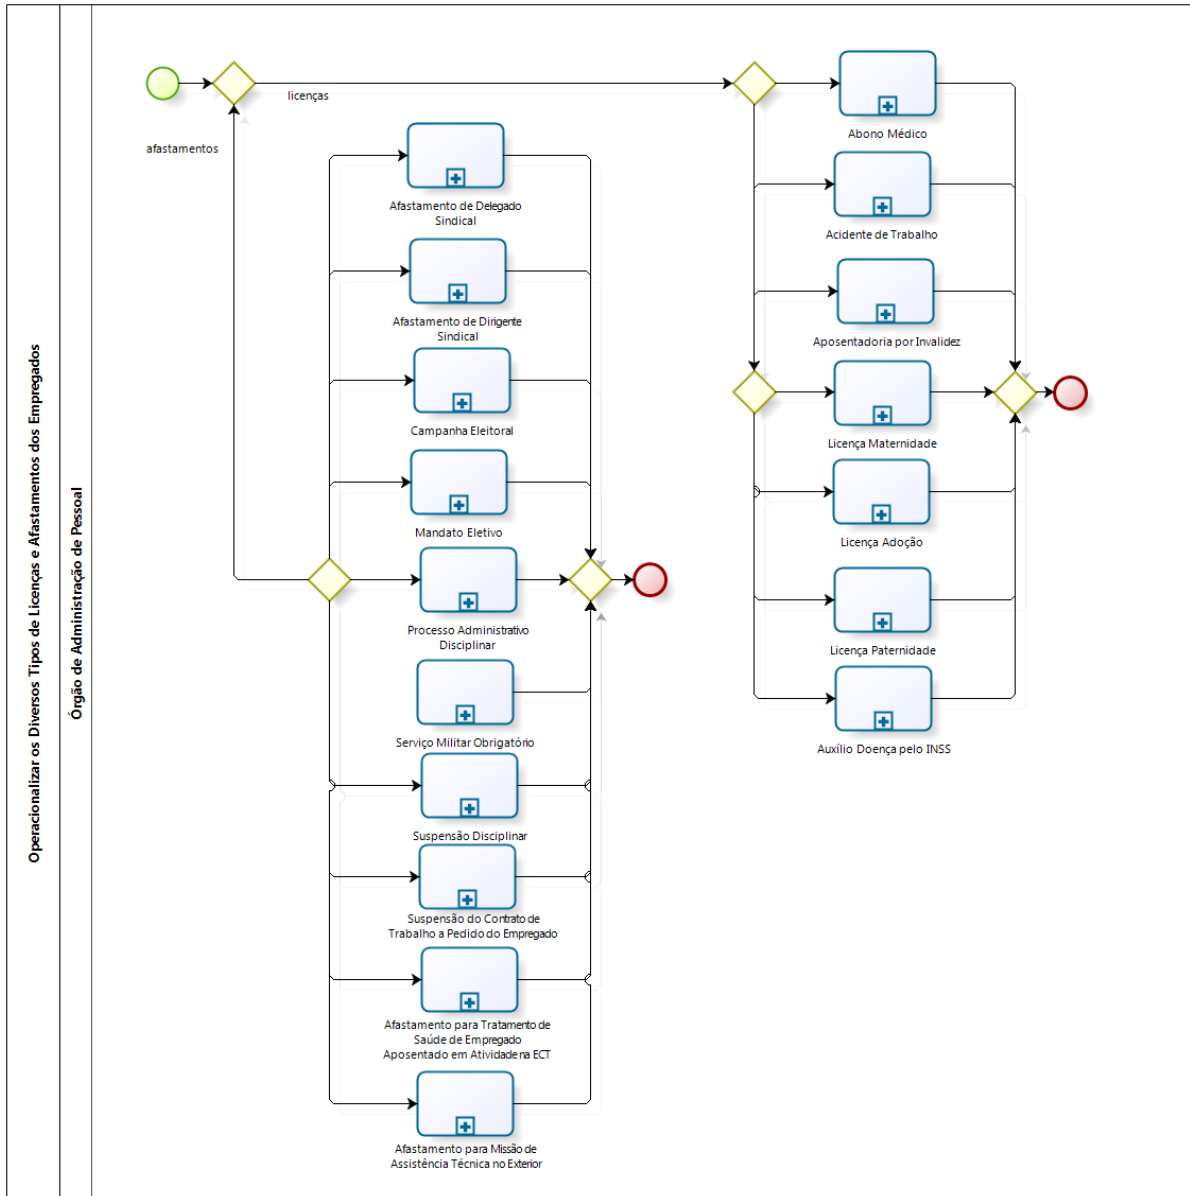 Operacionalizar os Diversos Tipos de Licenças e Afastamentos dos Empregados
Órgão de Administração de Pessoal
licenças
afastamentos
Afastamento de Delegado
Sindical
Afastamento de Dirigente
Sindical
Campanha Eleitoral
Mandato Eletivo
Processo Administrativo
Disciplinar
Serviço Militar Obrigatório
Suspensão Disciplinar
Suspensão do Contrato de
Trabalho a Pedido do Empregado
Afastamento para Tratamento de
Saúde de Empregado
Aposentado em Atividade na ECT
Afastamento para Missão de
Assistência Técnica no Exterior
Abono Médico
Acidente de Trabalho
Aposentadoria por Invalidez
Licença Maternidade
Licença Adoção
Licença Paternidade
Auxílio Doença pelo INSS